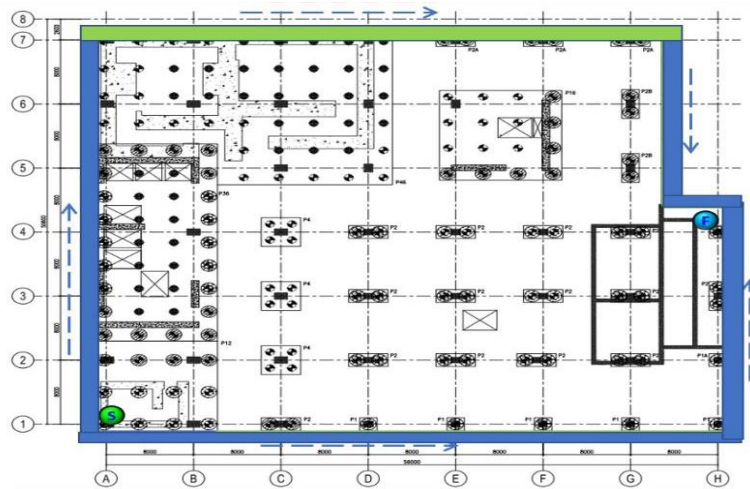 8
7
P2A P2A
P16 P2B
6
P2B
5
P46
P36
F
P4 P2 P2 P2 P2
4
P4 P2 P2 P2 P2
3
P12
P4 P2 P2 P2 P2 P1A
2
S
P2 P1 P1 P1
1
8000 8000 8000 8000 8000 8000 8000
56000
A B C D E F G H